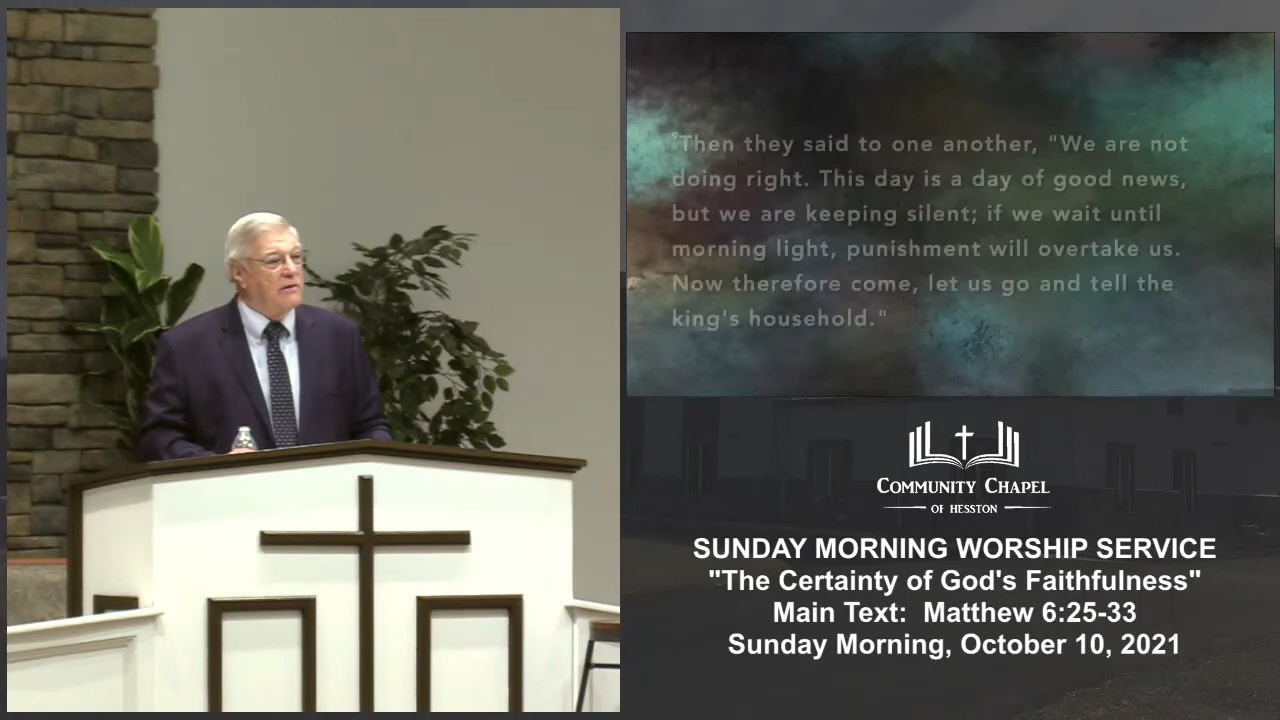 ⁹Then they said to one another, "We are not
doing right. This day is a day of good news,
but we are keeping silent; if we wait until
morning light, punishment will overtake us.
Now therefore come, let us go and tell the
king's household."
COMMUNITY CHAPEL
OF HESSTON
SUNDAY MORNING WORSHIP SERVICE
"The Certainty of God's Faithfulness"
Main Text: Matthew 6:25-33
Sunday Morning, October 10, 2021